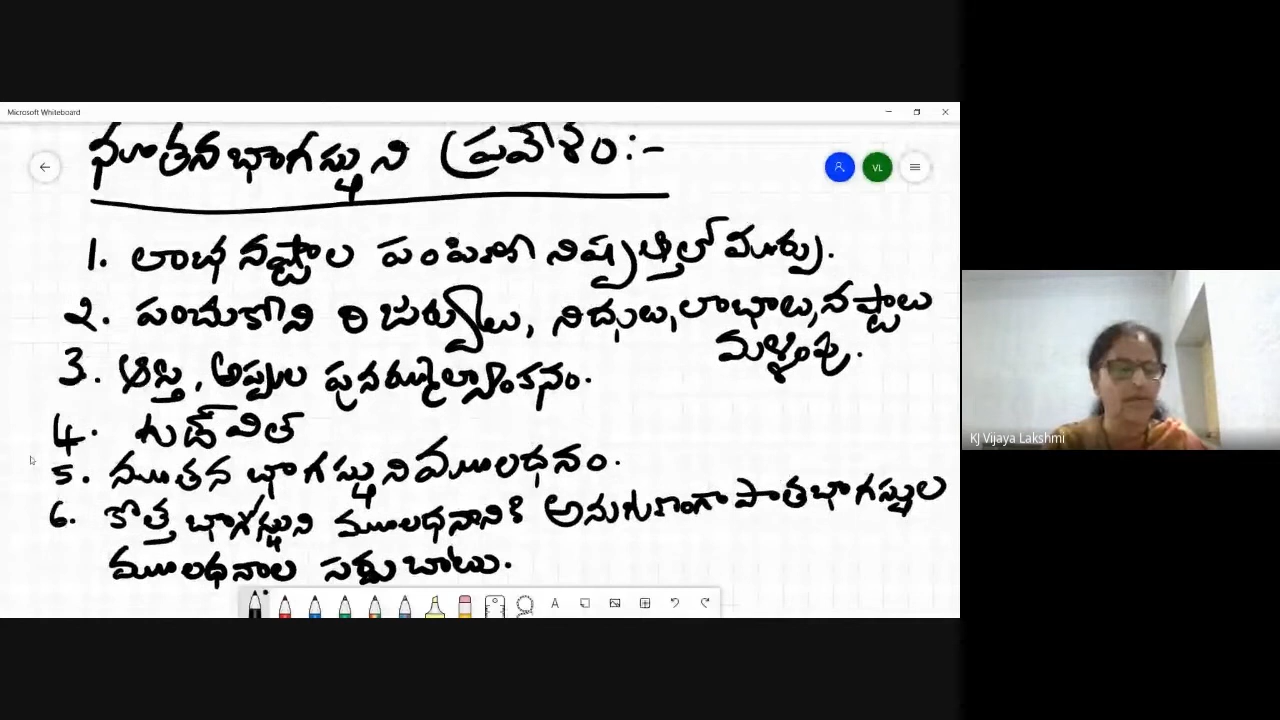 Microsoft Whiteboard
నూతన భాగస్థుని ప్రవేశం:-
VL
1. లాభ నష్టాల పంపిణి నిష్పత్తిలో మార్పు.
2. పంచుకోని రిజర్వులు, నిధులు, లాభాలు, నష్టాలు
మళ్ళింపు.
3. ఆస్తి, అప్పుల పునర్మూల్యాంకనం.
4. గుడ్ విల్
5. నూతన భాగస్థుని మూలధనం.
6. కొత్త భాగస్థుని మూలధనానికి అనుగుణంగా పాతభాగస్థుల
మూలధనాల సర్దుబాటు.
KJ Vijaya Lakshmi